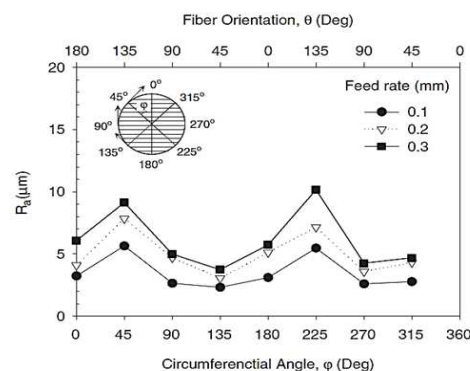 Fiber Orientation, θ (Deg)
180 135 90 45 0 135 90 45 0
20
15
10
5
0
Ra(μm)
Feed rate (mm)
0.1
0.2
0.3
0°
45°
315°
φ
90°
270°
135°
225°
180°
0 45 90 135 180 225 270 315 360
Circumferenctial Angle, φ (Deg)